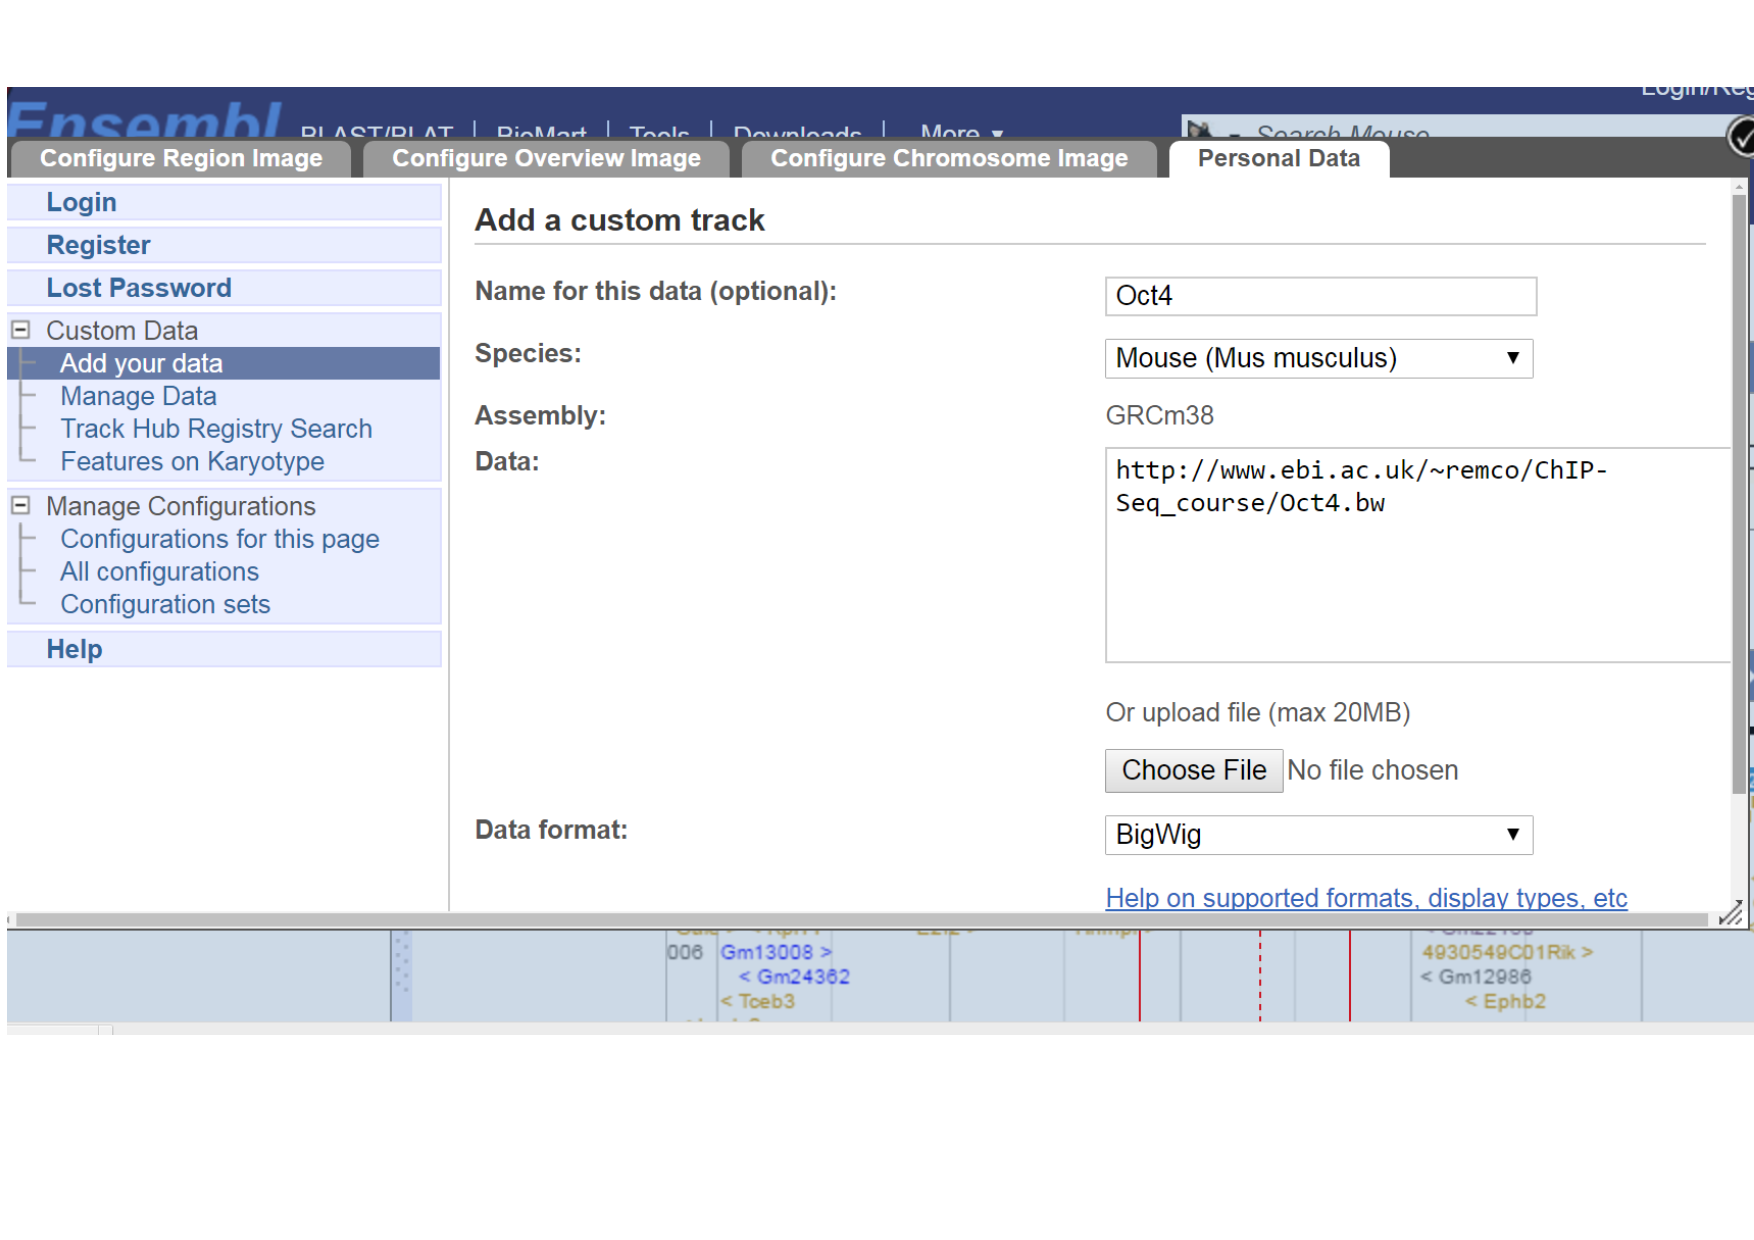 Login/Reg
Ensembl BLAST/BLAT BioMart Tools Downloads More ▼ Search Mouse
Configure Region Image Configure Overview Image Configure Chromosome Image Personal Data
Login
Register
Lost Password
Custom Data
Add your data
Manage Data
Track Hub Registry Search
Features on Karyotype
Manage Configurations
Configurations for this page
All configurations
Configuration sets
Help
Add a custom track
Name for this data (optional): Oct4
Species: Mouse (Mus musculus) ▼
Assembly: GRCm38
Data: http://www.ebi.ac.uk/~remco/ChIP-
Seq_course/Oct4.bw
Or upload file (max 20MB)
Choose File No file chosen
Data format: BigWig ▼
Help on supported formats, display types, etc
006 Gm13008 > 4930549C01Rik >
< Gm24362 < Gm12986
< Tceb3 < Ephb2